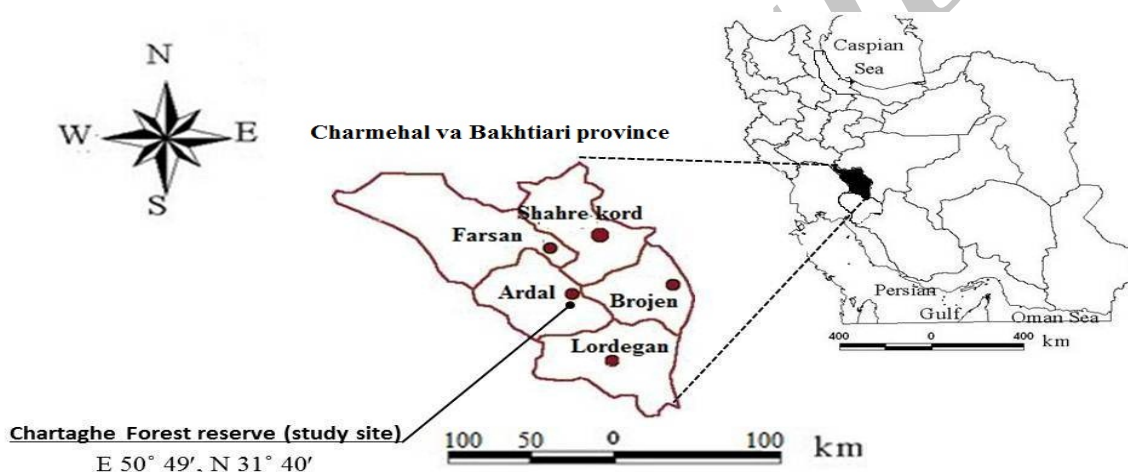 N
W E
S
Caspian
Sea
Charmehal va Bakhtiari province
Shahre kord
Farsan
Ardal
Brojen
Lordegan
Persian
Gulf
Oman Sea
400 0 400 km
Chartaghe Forest reserve (study site)
E 50° 49′, N 31° 40′
100 50 0 100 km